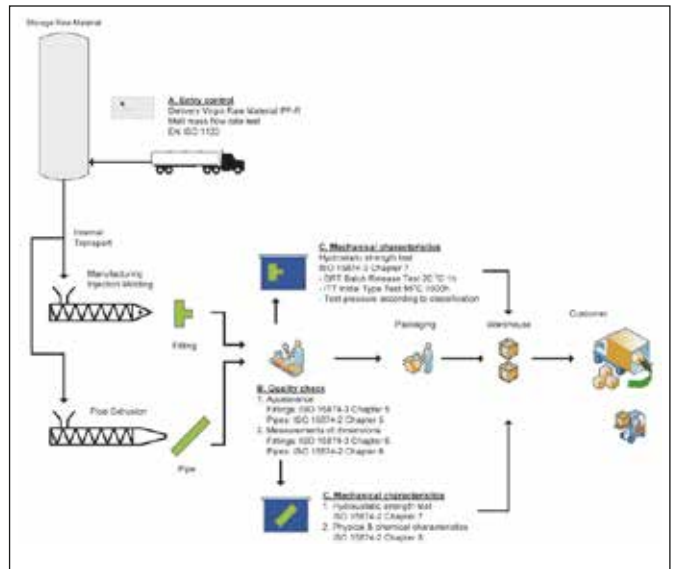 Storage Raw Material
A. Entry control
Delivery Virgin Raw Material PP-R
Melt mass flow rate test
EN ISO 1133
Internal
Transport
Manufacturing
Injection Molding
Fitting
Pipe Extrusion
Pipe
C. Mechanical characteristics
Hydrostatic strength test
ISO 15874-3 Chapter 7
- BRT Batch Release Test 20 °C 1h
- ITT Initial Type Test 1000h
- Test pressure according to classification
Packaging
Warehouse
Customer
B. Quality check
1. Appearance
Fittings: ISO 15874-3 Chapter 5
Pipes: ISO 15874-2 Chapter 5
2. Measurements of dimensions
Fittings: ISO 15874-3 Chapter 6
Pipes: ISO 15874-2 Chapter 6
C. Mechanical characteristics
1. Hydrostatic strength test
ISO 15874-2 Chapter 7
2. Physical & chemical characteristics
ISO 15874-2 Chapter 8